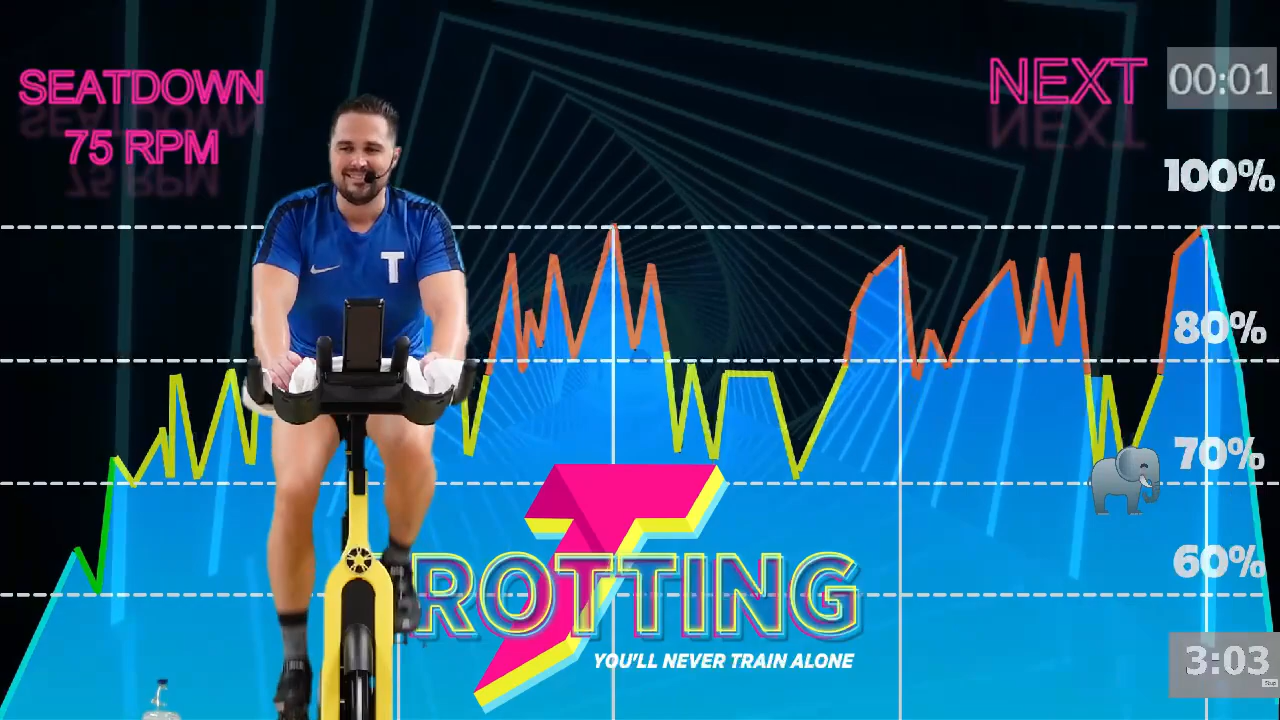 SEATDOWN
75 RPM
NEXT
00:01
100%
80%
70%
60%
T
TROTTING
YOU'LL NEVER TRAIN ALONE
3:03